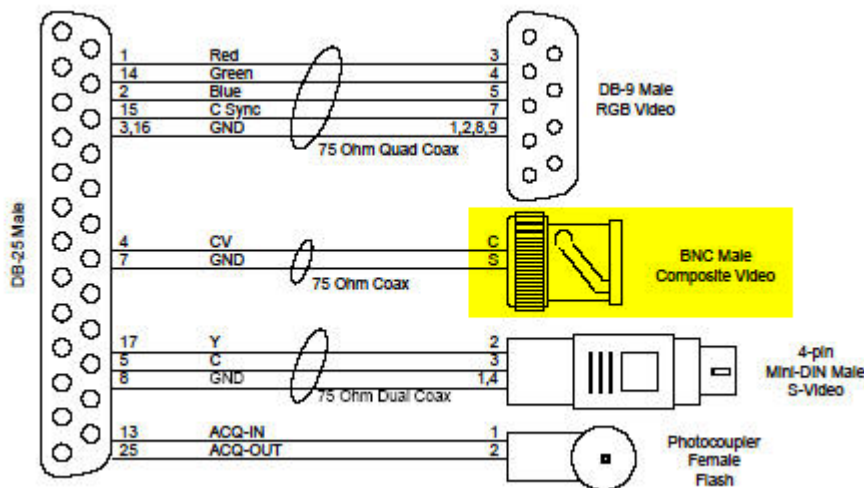 DB-25 Male
1 Red 3
14 Green 4
2 Blue 5
15 C Sync 7
3,16 GND 1,2,8,9
75 Ohm Quad Coax
DB-9 Male
RGB Video
4 CV C
7 GND S
75 Ohm Coax
BNC Male
Composite Video
17 Y 2
5 C 3
8 GND 1,4
75 Ohm Dual Coax
4-pin
Mini-DIN Male
S-Video
13 ACQ-IN 1
25 ACQ-OUT 2
Photocoupler
Female
Flash